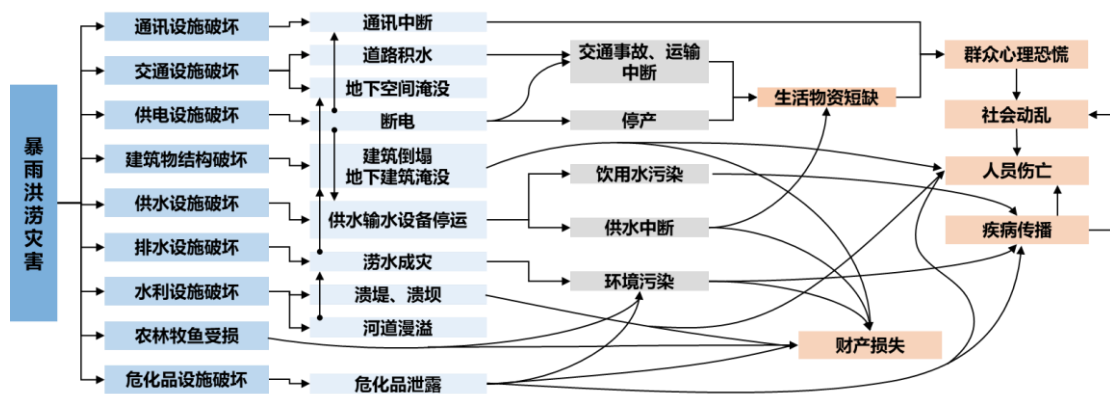 暴雨洪涝灾害
通讯设施破坏
交通设施破坏
供电设施破坏
建筑物结构破坏
供水设施破坏
排水设施破坏
水利设施破坏
农林牧鱼受损
危化品设施破坏
通讯中断
道路积水
地下空间淹没
断电
建筑倒塌
地下建筑淹没
供水输水设备停运
涝水成灾
溃堤、溃坝
河道漫溢
危化品泄露
交通事故、运输
中断
停产
饮用水污染
供水中断
环境污染
生活物资短缺
财产损失
群众心理恐慌
社会动乱
人员伤亡
疾病传播